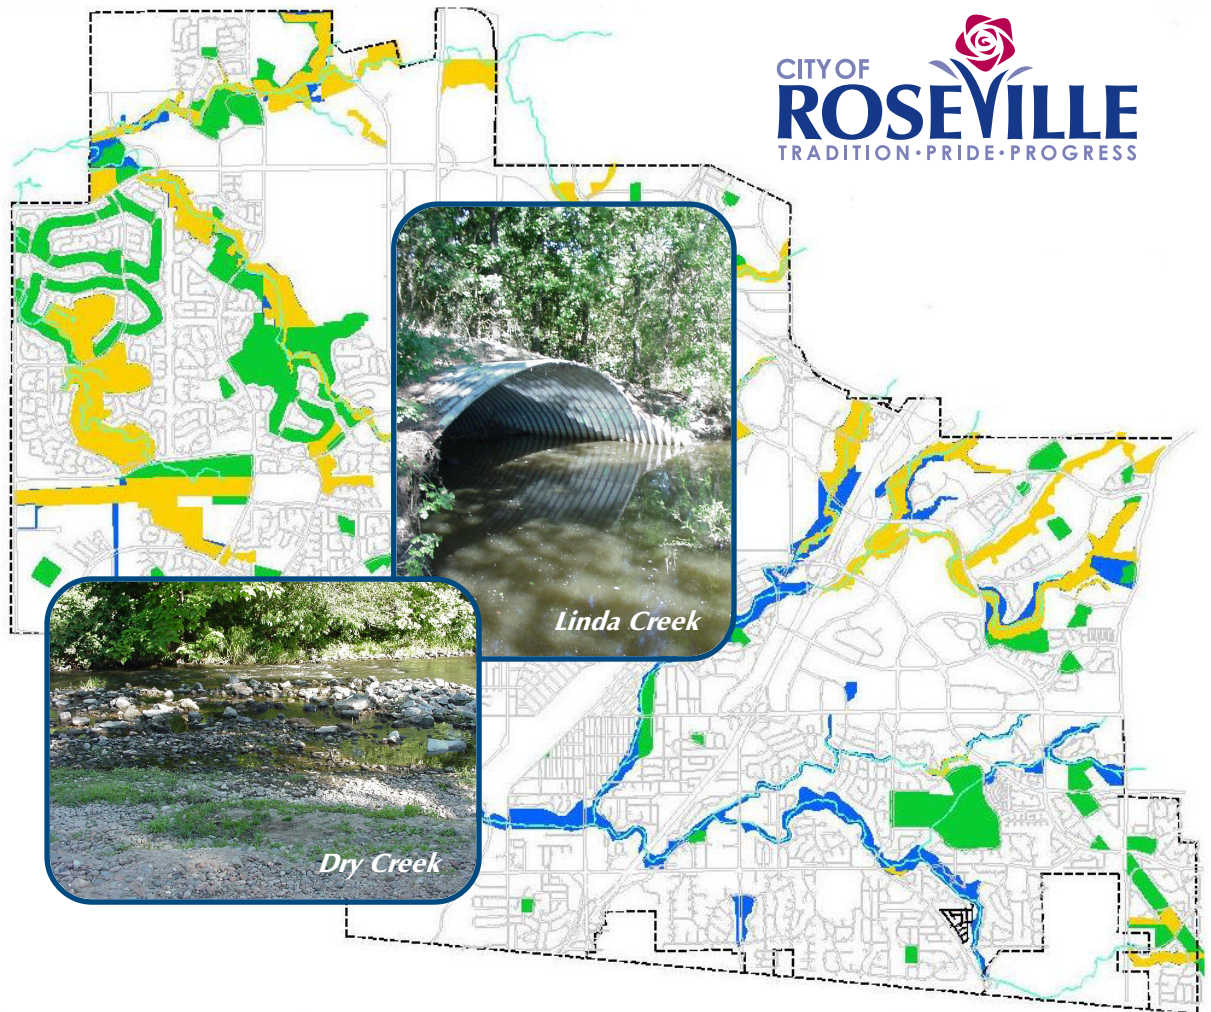 CITY OF
ROSEVILLE
TRADITION·PRIDE·PROGRESS
Linda Creek
Dry Creek